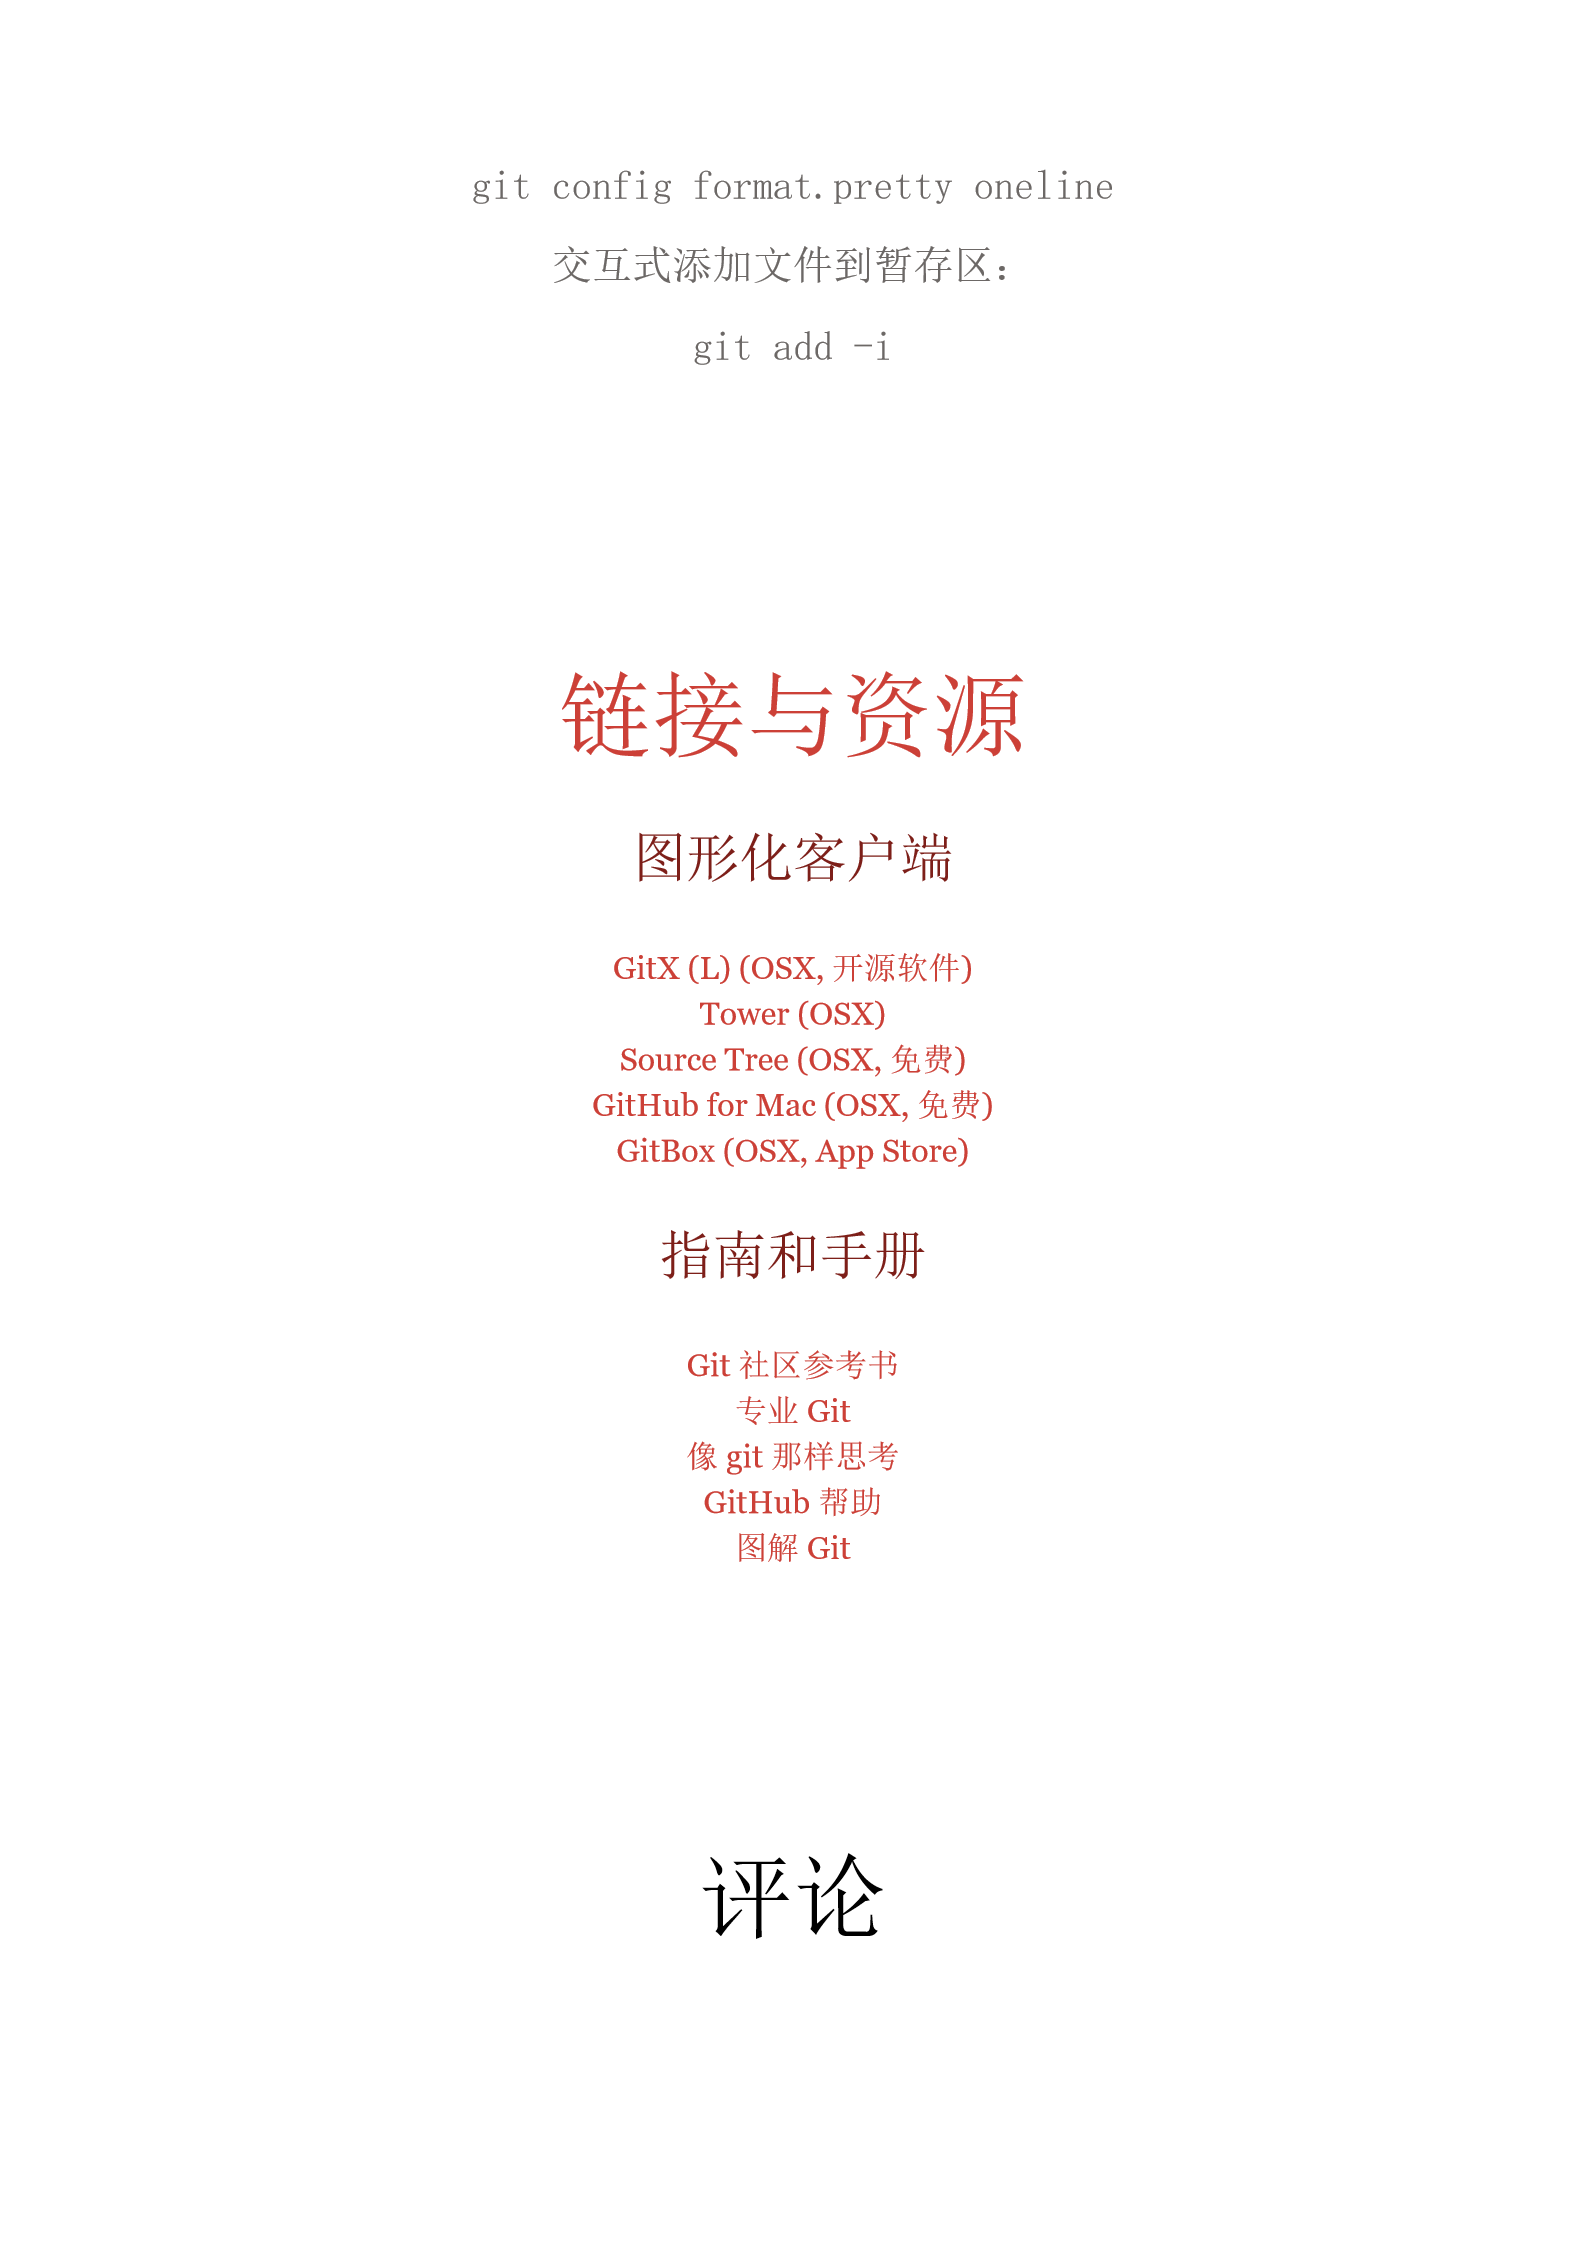 git config format.pretty oneline
交互式添加文件到暂存区：
git add -i
链接与资源
图形化客户端
GitX (L) (OSX, 开源软件)
Tower (OSX)
Source Tree (OSX, 免费)
GitHub for Mac (OSX, 免费)
GitBox (OSX, App Store)
指南和手册
Git 社区参考书
专业 Git
像 git 那样思考
GitHub 帮助
图解 Git
评论